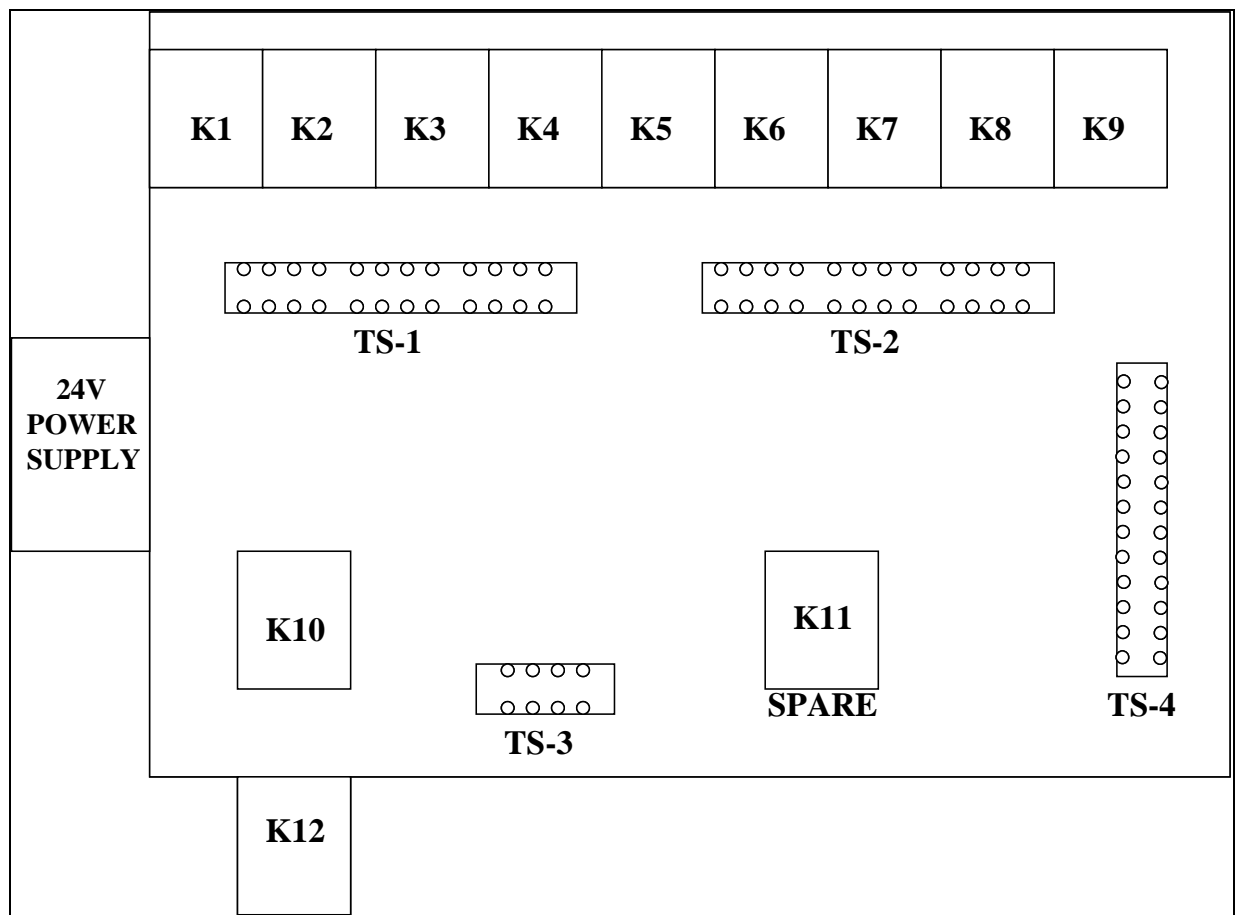 K1 K2 K3 K4 K5 K6 K7 K8 K9
TS-1 TS-2
24V
POWER
SUPPLY
K10 K11
SPARE
TS-4
TS-3
K12